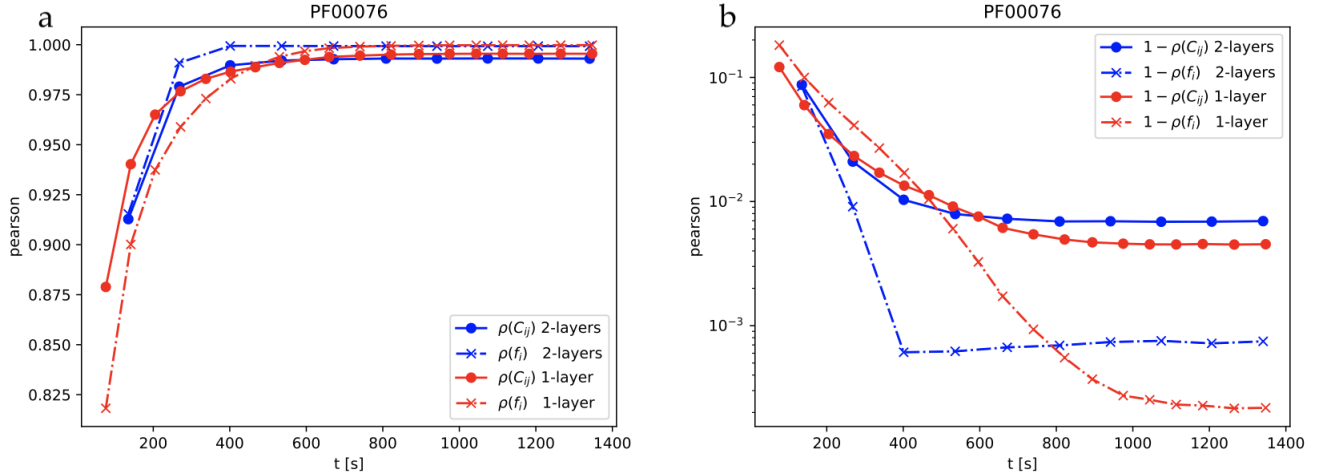 a
PF00076
1.000
0.975
0.950
0.925
0.900
0.875
0.850
0.825
pearson
200
400
600
800
1000
1200
1400
t [s]
ρ(Cij) 2-layers
ρ(fi) 2-layers
ρ(Cij) 1-layer
ρ(fi) 1-layer
b
PF00076
10⁻¹
10⁻²
10⁻³
pearson
200
400
600
800
1000
1200
1400
t [s]
1 − ρ(Cij) 2-layers
1 − ρ(fi) 2-layers
1 − ρ(Cij) 1-layer
1 − ρ(fi) 1-layer